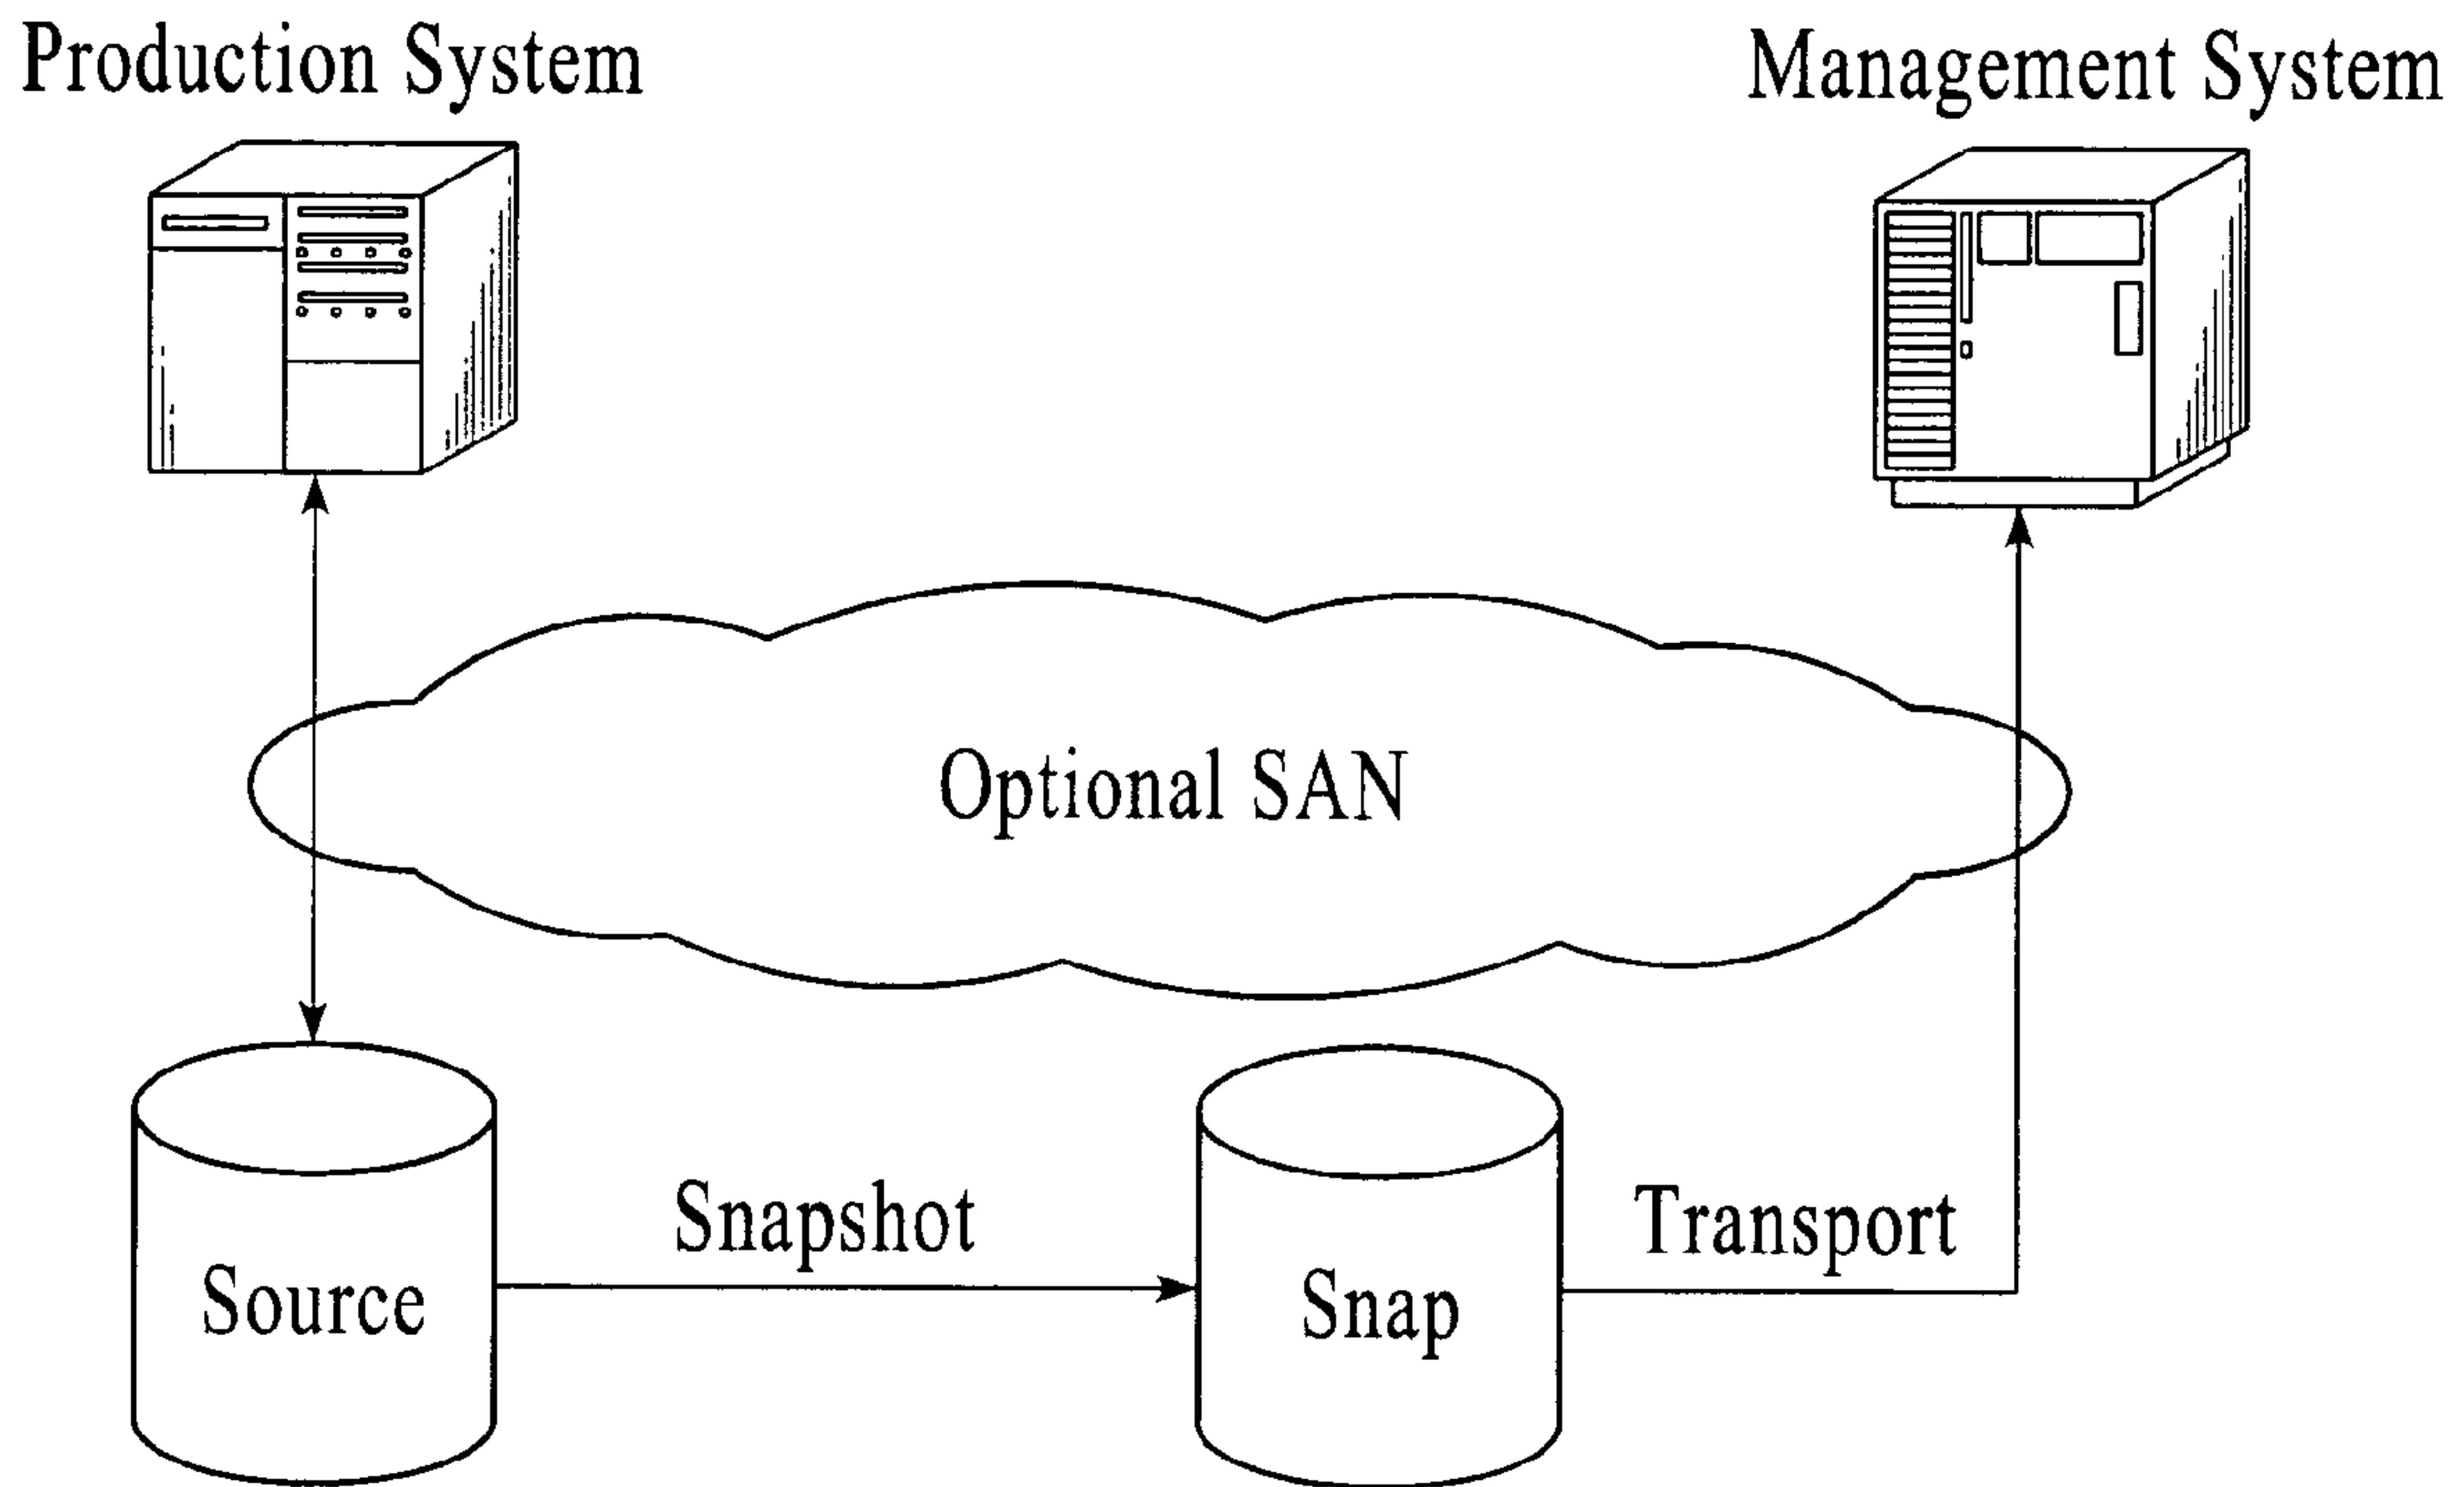 Production System
Management System
Optional SAN
Snapshot
Transport
Source
Snap